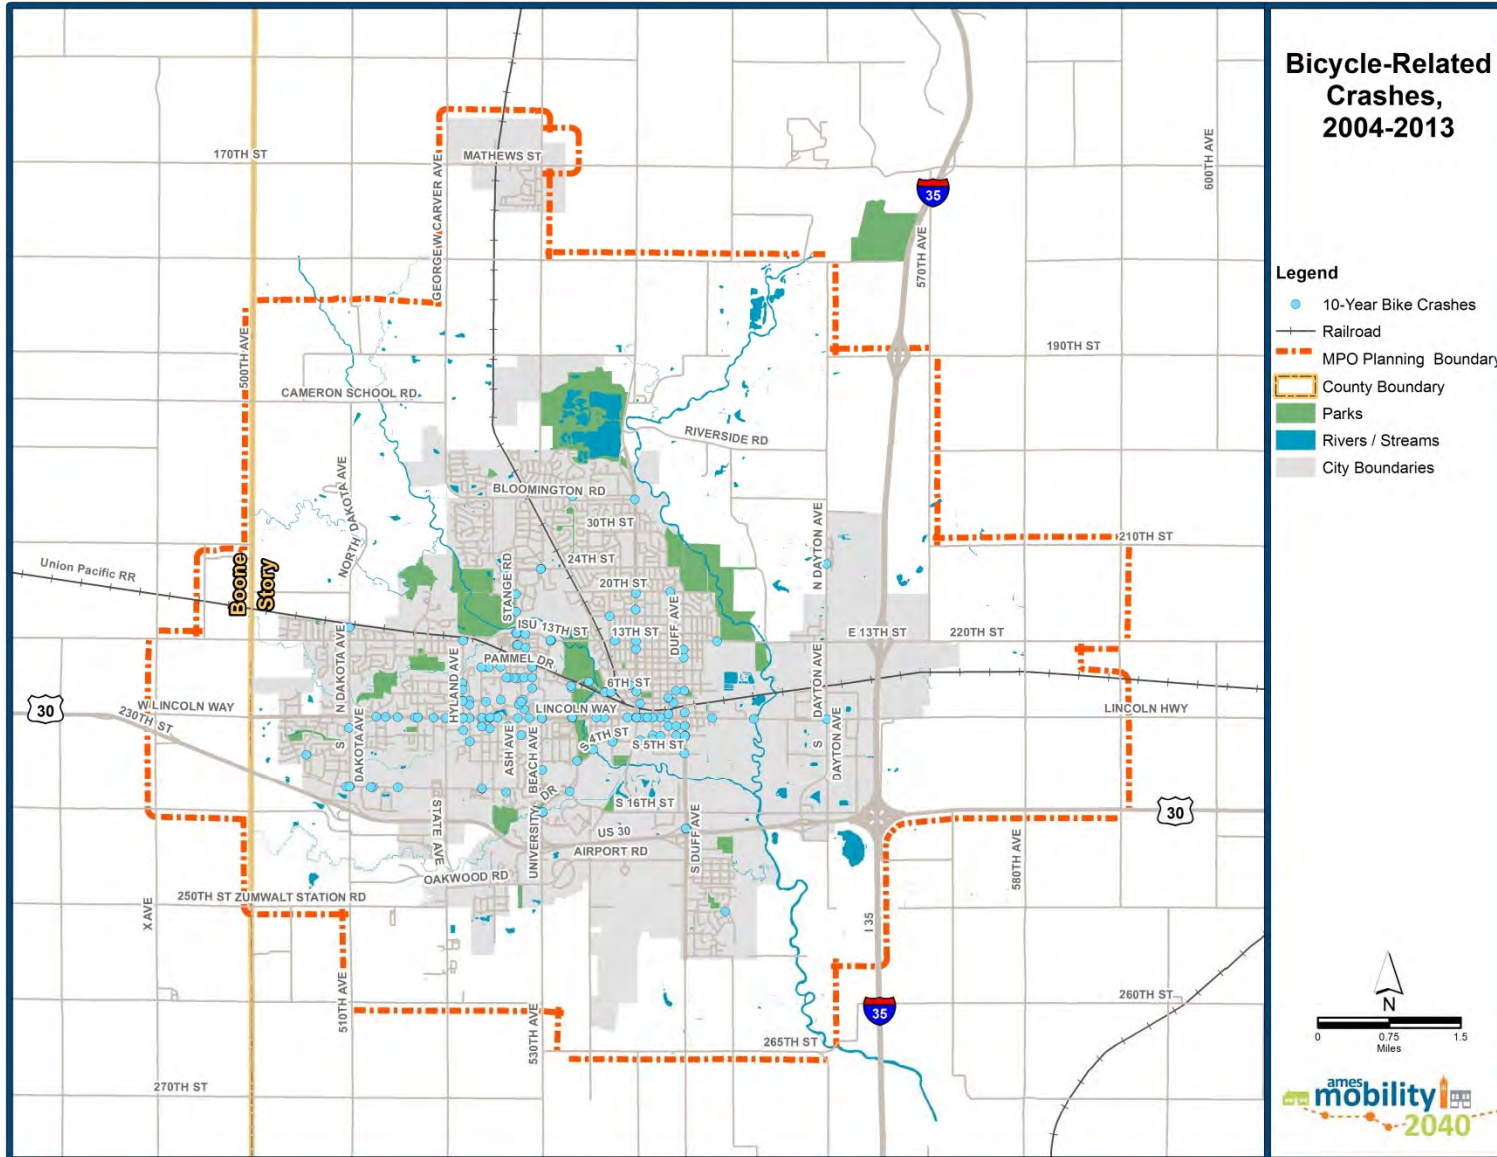 Bicycle-Related
Crashes,
2004-2013
Legend
10-Year Bike Crashes
Railroad
MPO Planning Boundary
County Boundary
Parks
Rivers / Streams
City Boundaries
170TH ST
MATHEWS ST
GEORGE W CARVER AVE
600TH AVE
35
570TH AVE
500TH AVE
190TH ST
CAMERON SCHOOL RD
RIVERSIDE RD
BLOOMINGTON RD
NORTH DAKOTA AVE
30TH ST
N DAYTON AVE
210TH ST
Union Pacific RR
Boone
Story
STANGE RD
24TH ST
20TH ST
ISU 13TH ST
13TH ST
DUFF AVE
E 13TH ST
220TH ST
N DAKOTA AVE
HYLAND AVE
PAMMEL DR
6TH ST
30
W LINCOLN WAY
230TH ST
LINCOLN WAY
DAYTON AVE
LINCOLN HWY
S
DAKOTA AVE
ASH AVE
BEACH AVE
S 4TH ST
S 5TH ST
S
DAYTON AVE
STATE AVE
UNIVERSITY
DR
S 16TH ST
US 30
AIRPORT RD
S DUFF AVE
30
580TH AVE
OAKWOOD RD
250TH ST ZUMWALT STATION RD
X AVE
I 35
510TH AVE
530TH AVE
35
260TH ST
265TH ST
270TH ST
N
0 0.75 1.5
Miles
ames
mobility
2040